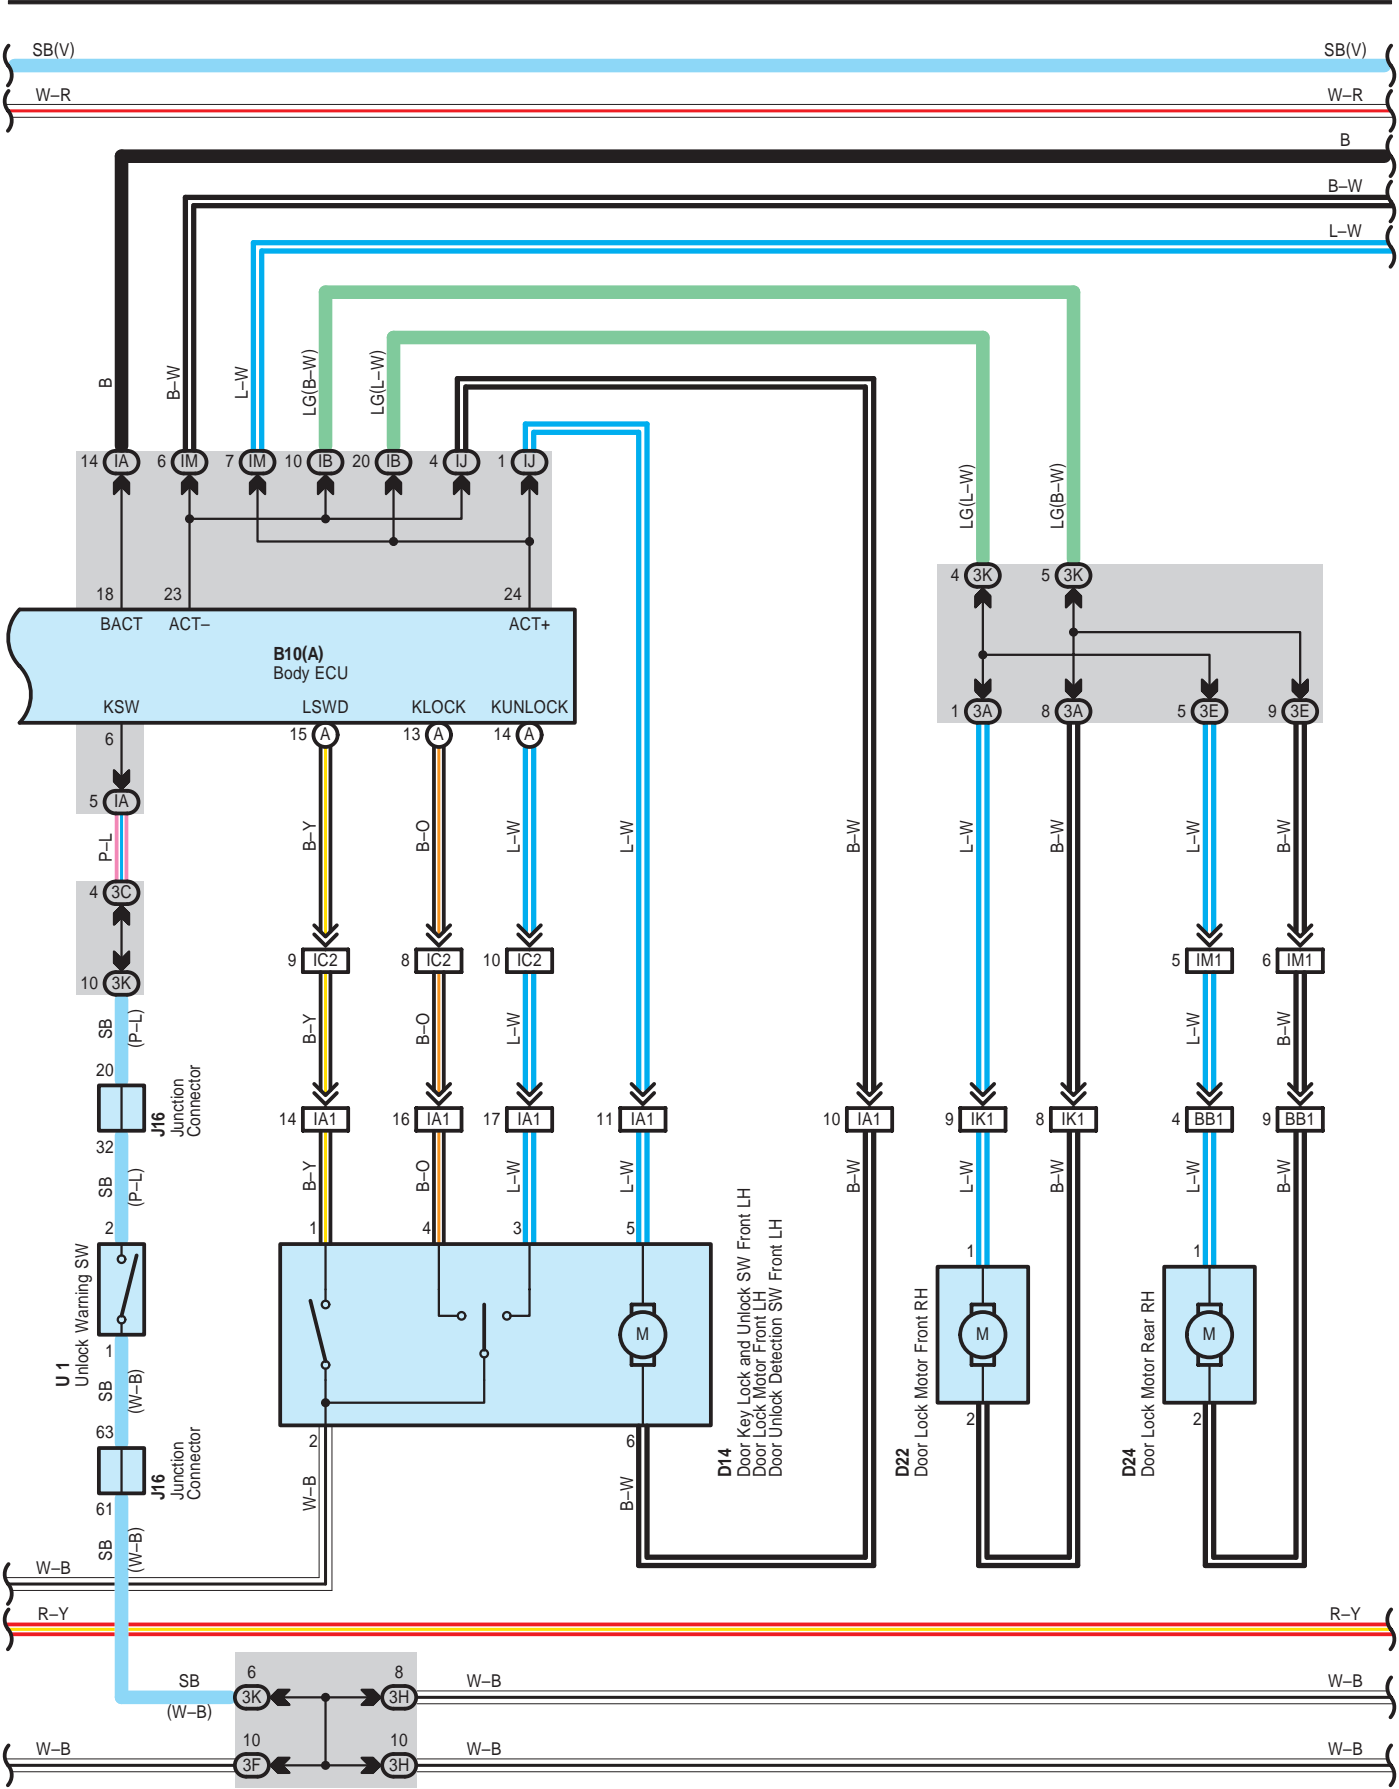 SB(V) SB(V)
W–R W–R
B
B–W
L–W
B B–W L–W LG(B–W) LG(L–W)
14 IA 6 IM 7 IM 10 IB 20 IB 4 IJ 1 IJ
LG(L–W) LG(B–W)
4 3K 5 3K
18 23 24
BACT ACT– ACT+
B10(A)
Body ECU
KSW LSWD KLOCK KUNLOCK
6 15 A 13 A 14 A
1 3A 8 3A 5 3E 9 3E
5 IA
P–L B–Y B–O L–W L–W B–W L–W B–W L–W B–W
4 3C
9 IC2 8 IC2 10 IC2 5 IM1 6 IM1
10 3K
SB (P–L) B–Y B–O L–W L–W B–W
20
J16
Junction
Connector
14 IA1 16 IA1 17 IA1 11 IA1 10 IA1 9 IK1 8 IK1 4 BB1 9 BB1
32
SB (P–L) B–Y B–O L–W L–W B–W L–W B–W L–W B–W
2 1 4 3 5
1 1
U 1
Unlock Warning SW
M M M
D14
Door Key Lock and Unlock SW Front LH
Door Lock Motor Front LH
Door Unlock Detection SW Front LH
D22
Door Lock Motor Front RH
D24
Door Lock Motor Rear RH
1
SB (W–B)
2 2
63 2 6
J16
Junction
Connector
W–B B–W
61
SB (W–B)
W–B
R–Y R–Y
6 8
SB 3K 3H W–B W–B
(W–B)
10 10
W–B 3F 3H W–B W–B